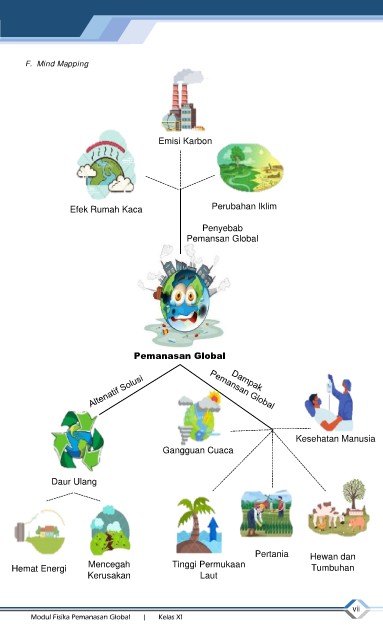 F. Mind Mapping
Emisi Karbon
Efek Rumah Kaca
Perubahan Iklim
Penyebab
Pemansan Global
Pemanasan Global
Altenatif Solusi
Dampak
Pemansan Global
Gangguan Cuaca
Kesehatan Manusia
Daur Ulang
Hemat Energi
Mencegah
Kerusakan
Tinggi Permukaan
Laut
Pertania
Hewan dan
Tumbuhan
vii
Modul Fisika Pemanasan Global | Kelas XI